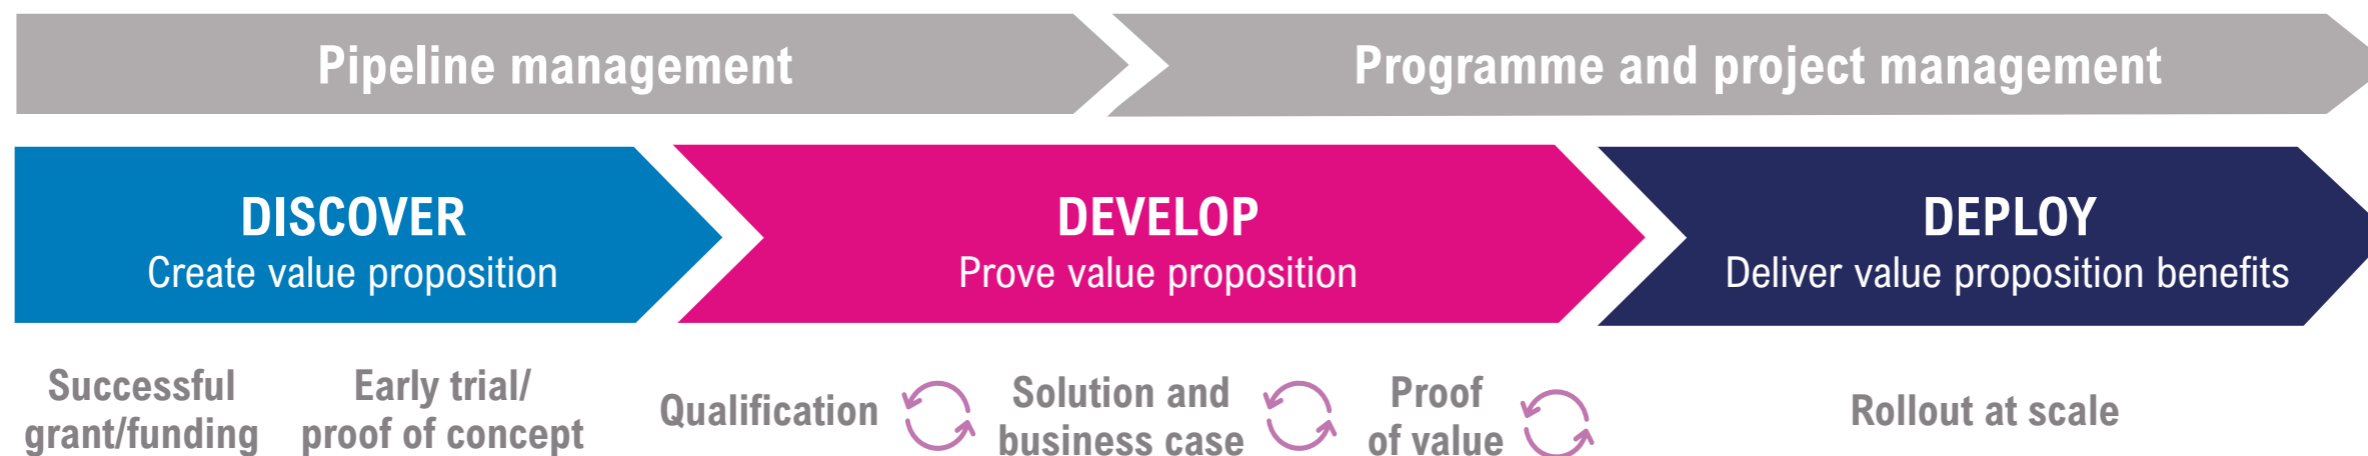 Pipeline management
Programme and project management
DISCOVER
Create value proposition
DEVELOP
Prove value proposition
DEPLOY
Deliver value proposition benefits
Successful
grant/funding
Early trial/
proof of concept
Qualification
Solution and
business case
Proof
of value
Rollout at scale